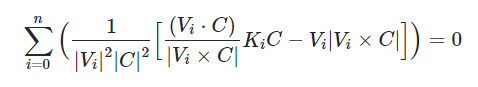 $$\sum_{i=0}^{n} \left( \frac{1}{|V_i|^2 |C|^2} \left[ \frac{(V_i \cdot C)}{|V_i \times C|} K_i C - V_i |V_i \times C| \right] \right) = 0$$